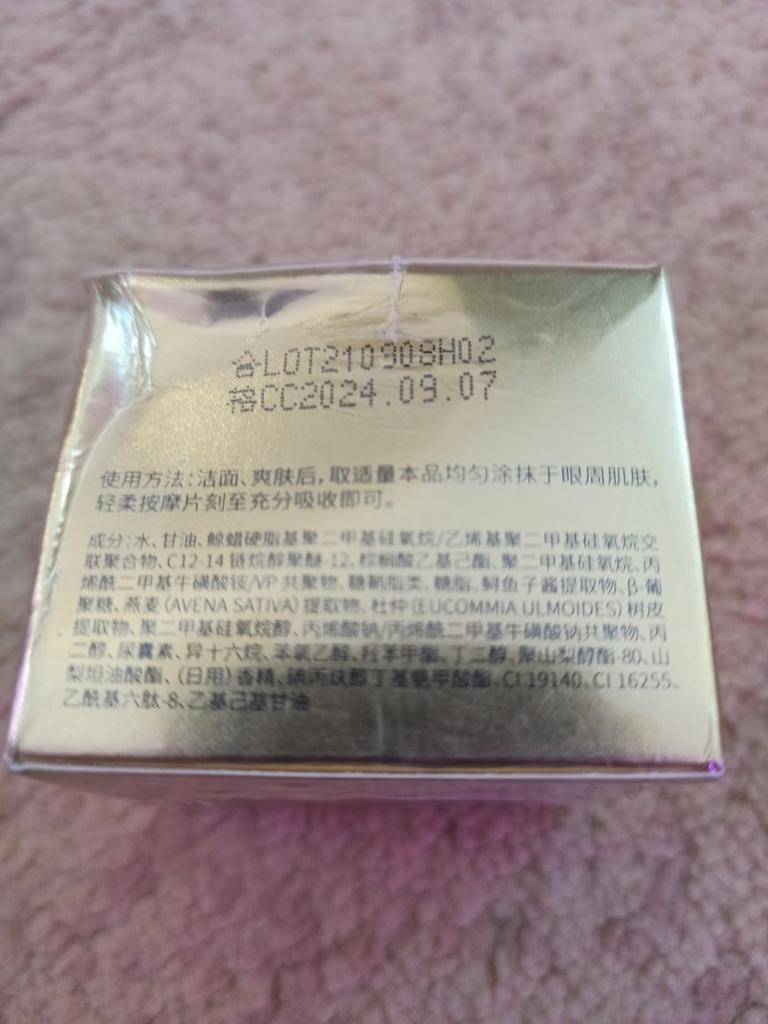 合LOT210908H02
格CC2024.09.07
使用方法:洁面、爽肤后,取适量本品均匀涂抹于眼周肌肤,
轻柔按摩片刻至充分吸收即可。
成分:水、甘油、鲸蜡硬脂基聚二甲基硅氧烷/乙烯基聚二甲基硅氧烷交
联聚合物、C12-14 链烷醇聚醚-12、棕榈酸乙基己酯、聚二甲基硅氧烷、丙
烯酰二甲基牛磺酸铵/VP 共聚物、糖鞘脂类、糖脂、鲟鱼子酱提取物、β-葡
聚糖、燕麦(AVENA SATIVA)提取物、杜仲(EUCOMMIA ULMOIDES)树皮
提取物、聚二甲基硅氧烷醇、丙烯酸钠/丙烯酰二甲基牛磺酸钠共聚物、丙
二醇、尿囊素、异十六烷、苯氧乙醇、羟苯甲酯、丁二醇、聚山梨醇酯-80、山
梨坦油酸酯、(日用)香精、碘丙炔醇丁基氨甲酸酯、CI 19140、CI 16255、
乙酰基六肽-8、乙基己基甘油